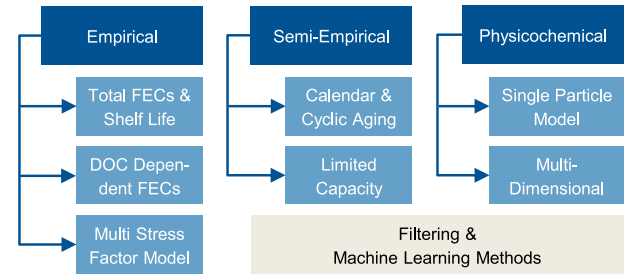 Empirical
Total FECs &
Shelf Life
DOC Depen-
dent FECs
Multi Stress
Factor Model
Semi-Empirical
Calendar &
Cyclic Aging
Limited
Capacity
Physicochemical
Single Particle
Model
Multi-
Dimensional
Filtering &
Machine Learning Methods